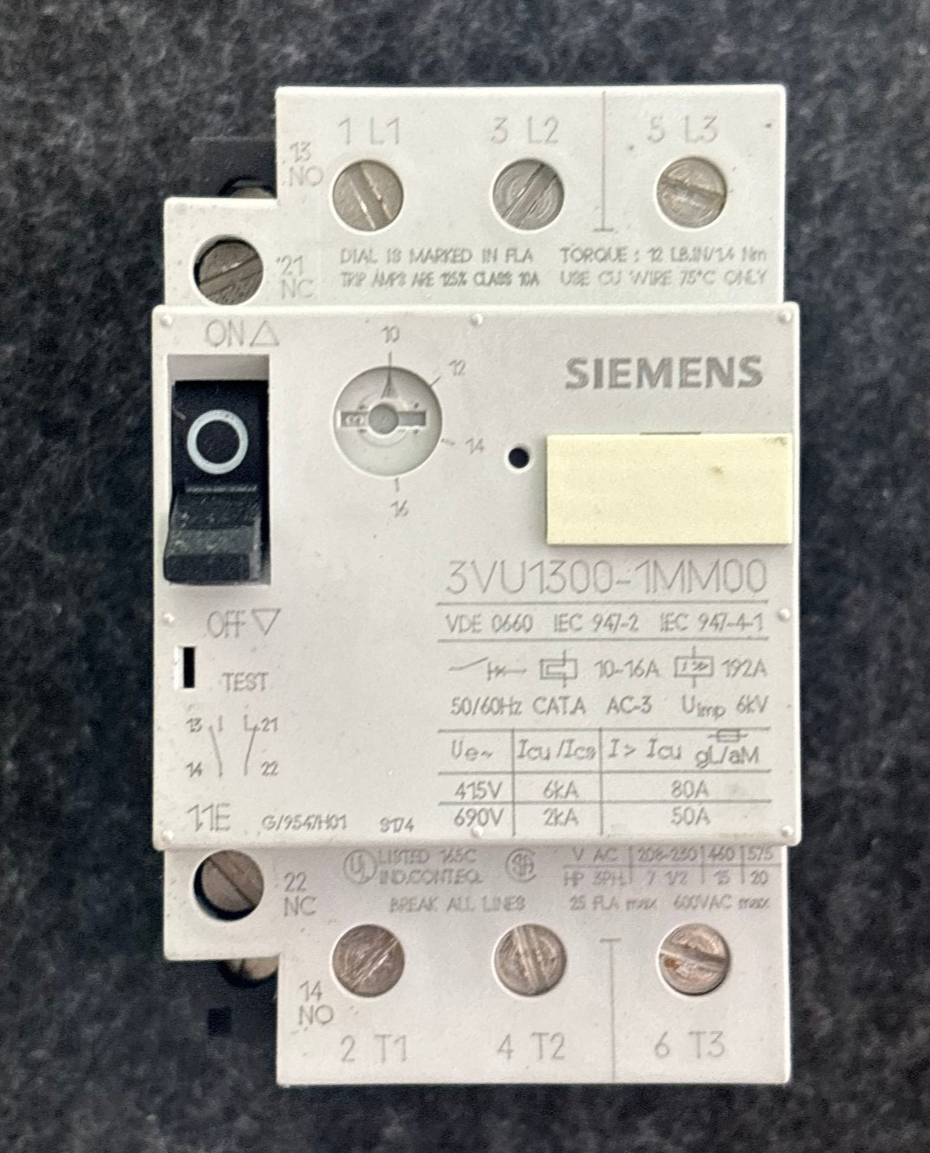 1 L1 3 L2 5 L3
13
NO
21
NC
DIAL IS MARKED IN FLA TORQUE : 12 LB.IN/1.4 Nm
TRIP AMPS ARE 125% CLASS 10A USE CU WIRE 75°C ONLY
ON
10
12
14
16
SIEMENS
3VU1300-1MM00
OFF
VDE 0660 IEC 947-2 IEC 947-4-1
10-16A I>> 192A
TEST
50/60Hz CAT.A AC-3 Uimp 6kV
13 21
14 22
Ue~ Icu/Ics I> Icu gL/aM
415V 6kA 80A
690V 2kA 50A
11E G/9547H01
UL LISTED 165C
IND.CONT.EQ.
V AC 208-230 460 575
HP 3PH 7 1/2 15 20
22
NC
BREAK ALL LINES 25 FLA max 600VAC max
14
NO
2 T1 4 T2 6 T3